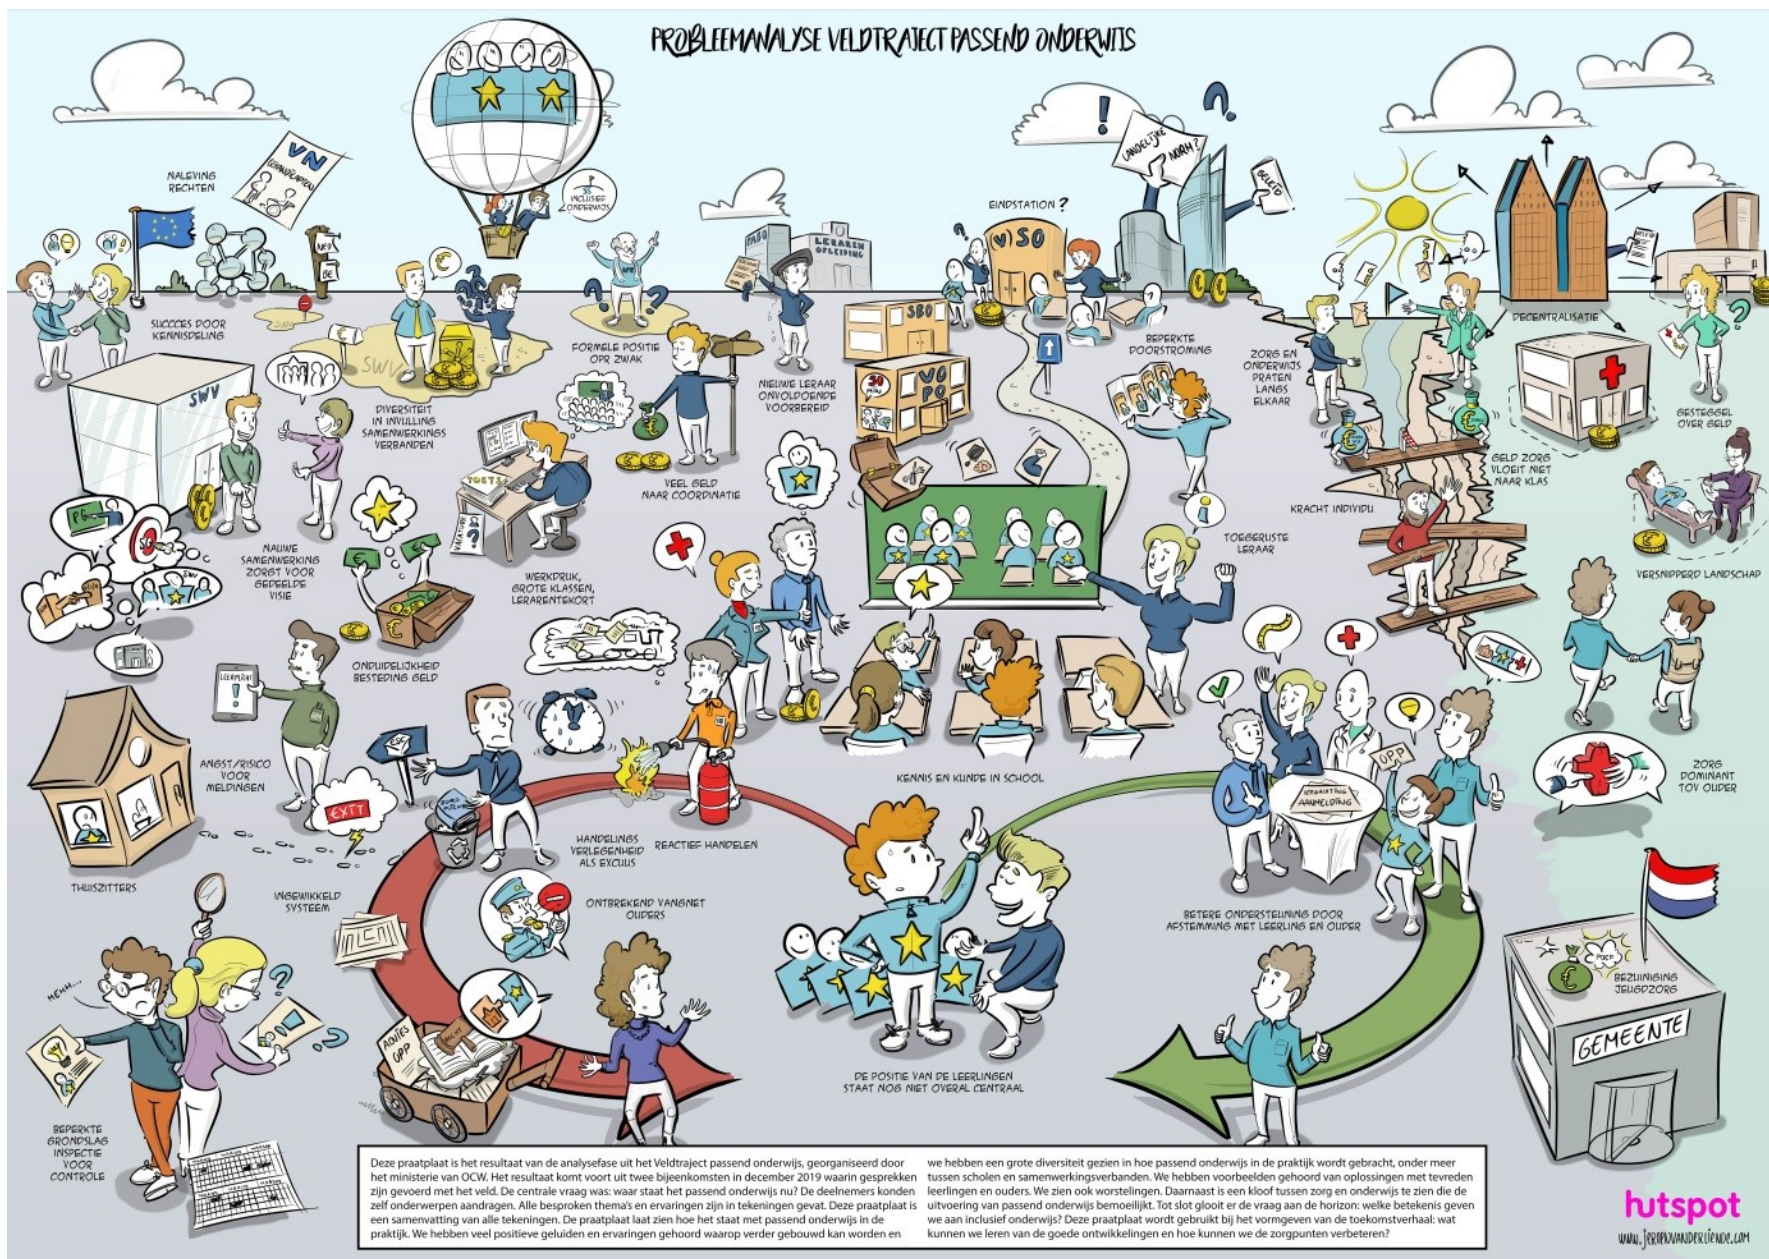 PROBLEEMANALYSE VELDTRAJECT PASSEND ONDERWIJS
NALEVING
RECHTEN
VN
INCLUSIEF
ONDERWIJS
LANDELIJKE
NORM?
BELEID
EINDSTATION?
V/SO
LERAREN
OPLEIDING
NED
BE
SUCCCES DOOR
KENNISDELING
SWV
SWV
SWV
DIVERSITEIT
IN INVULLING
SAMENWERKINGS
VERBANDEN
FORMELE POSITIE
OPR ZWAK
NIEUWE LERAAR
ONVOLDOENDE
VOORBEREID
SBO
VO
PO
BEPERKTE
DOORSTROMING
ZORG EN
ONDERWIJS
PRATEN
LANGS
ELKAAR
DECENTRALISATIE
GESTEGGEL
OVER GELD
VEEL GELD
NAAR COORDINATIE
TOETS
NAUWE
SAMENWERKING
ZORGT VOOR
GEDEELDE
VISIE
WERKDRUK,
GROTE KLASSEN,
LERARENTEKORT
GELD ZORG
VLOEIT NIET
NAAR KLAS
KRACHT INDIVIDU
TOEGERUSTE
LERAAR
VERSNIPPERD LANDSCHAP
ONDUIDELIJKHEID
BESTEDING GELD
LEERPLICHT
!
ANGST/RISICO
VOOR
MELDINGEN
EXIT
KENNIS EN KUNDE IN SCHOOL
OPP
VERWACHTING
AANMELDING
ZORG
DOMINANT
TOV OUDER
HANDELINGS
VERLEGENHEID
ALS EXCUUS
REACTIEF HANDELEN
THUISZITTERS
INGEWIKKELD
SYSTEEM
ONTBREKEND VANGNET
OUDERS
BETERE ONDERSTEUNING DOOR
AFSTEMMING MET LEERLING EN OUDER
MEHH...
ADVIES
OPP
RECHT
DE POSITIE VAN DE LEERLINGEN
STAAT NOG NIET OVERAL CENTRAAL
POEF
BEZUINIGING
JEUGDZORG
GEMEENTE
BEPERKTE
GRONDSLAG
INSPECTIE
VOOR
CONTROLE
Deze praatplaat is het resultaat van de analysefase uit het Veldtraject passend onderwijs, georganiseerd door
het ministerie van OCW. Het resultaat komt voort uit twee bijeenkomsten in december 2019 waarin gesprekken
zijn gevoerd met het veld. De centrale vraag was: waar staat het passend onderwijs nu? De deelnemers konden
zelf onderwerpen aandragen. Alle besproken thema's en ervaringen zijn in tekeningen gevat. Deze praatplaat is
een samenvatting van alle tekeningen. De praatplaat laat zien hoe het staat met passend onderwijs in de
praktijk. We hebben veel positieve geluiden en ervaringen gehoord waarop verder gebouwd kan worden en
we hebben een grote diversiteit gezien in hoe passend onderwijs in de praktijk wordt gebracht, onder meer
tussen scholen en samenwerkingsverbanden. We hebben voorbeelden gehoord van oplossingen met tevreden
leerlingen en ouders. We zien ook worstelingen. Daarnaast is een kloof tussen zorg en onderwijs te zien die de
uitvoering van passend onderwijs bemoeilijkt. Tot slot glooit er de vraag aan de horizon: welke betekenis geven
we aan inclusief onderwijs? Deze praatplaat wordt gebruikt bij het vormgeven van de toekomstverhaal: wat
kunnen we leren van de goede ontwikkelingen en hoe kunnen we de zorgpunten verbeteren?
hutspot
www.jeroenvanderliende.com